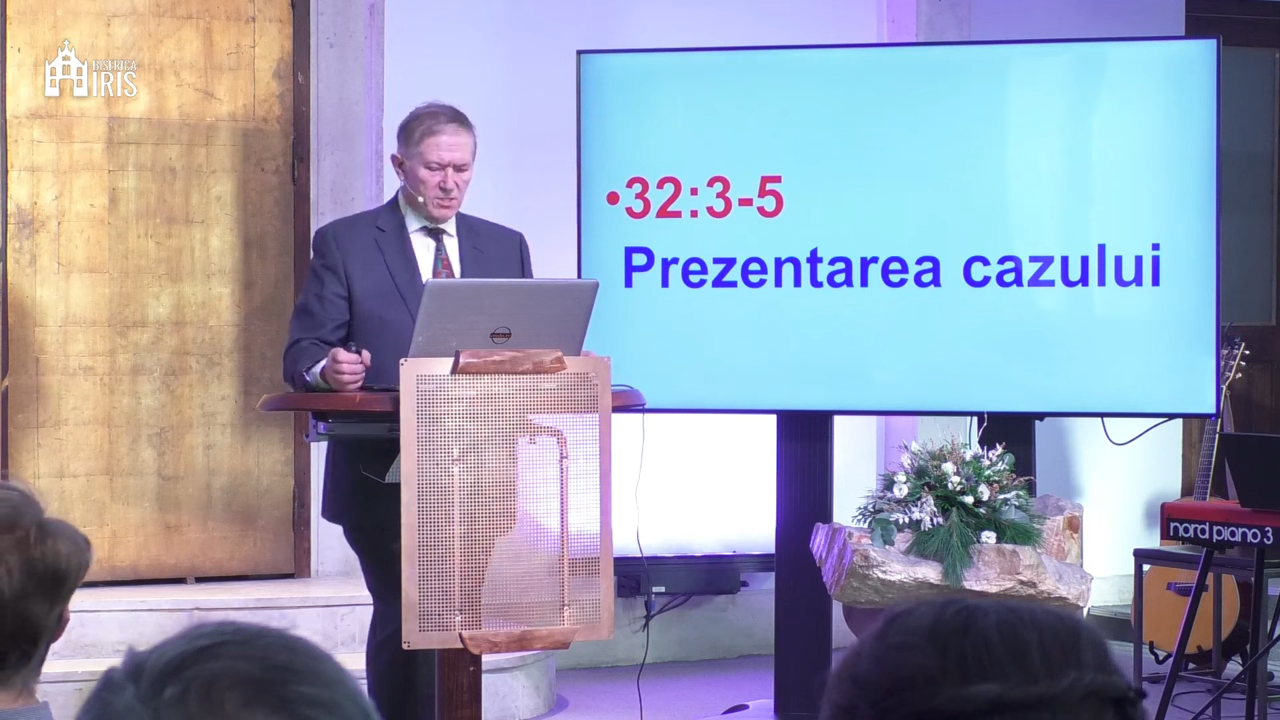 BISERICA
IRIS
•32:3-5
Prezentarea cazului
nord piano 3